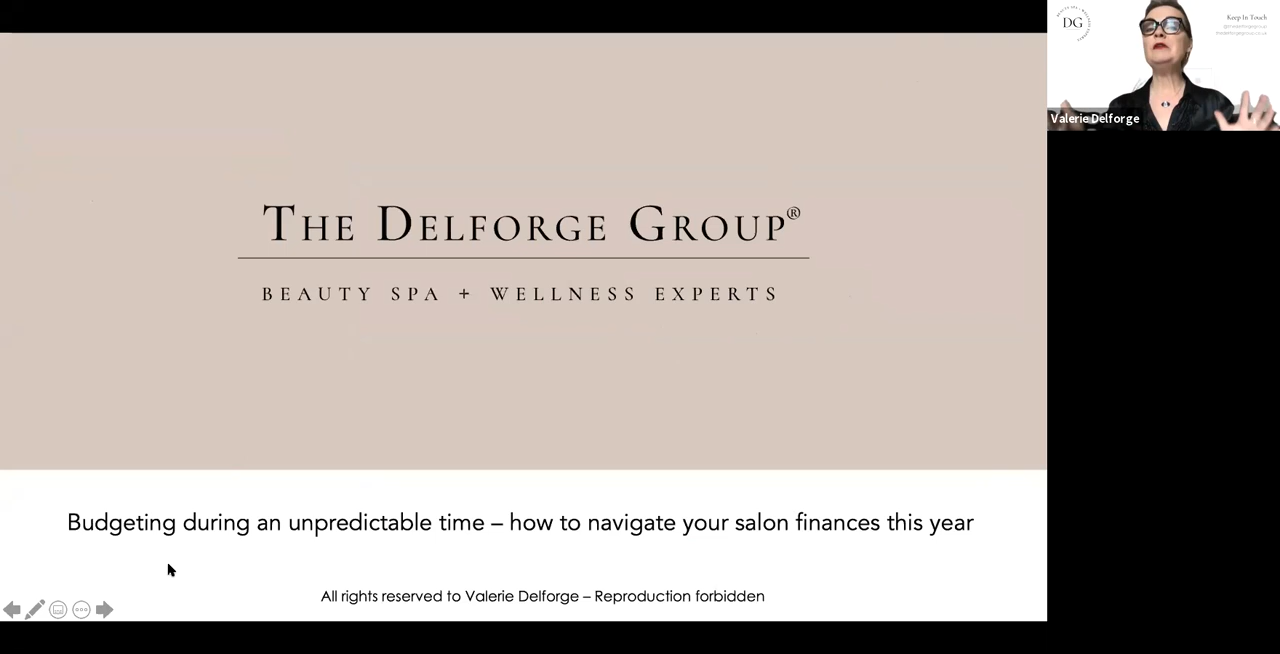 THE DELFORGE GROUP®
BEAUTY SPA + WELLNESS EXPERTS
Budgeting during an unpredictable time – how to navigate your salon finances this year
All rights reserved to Valerie Delforge – Reproduction forbidden
DG
Keep In Touch
Valerie Delforge